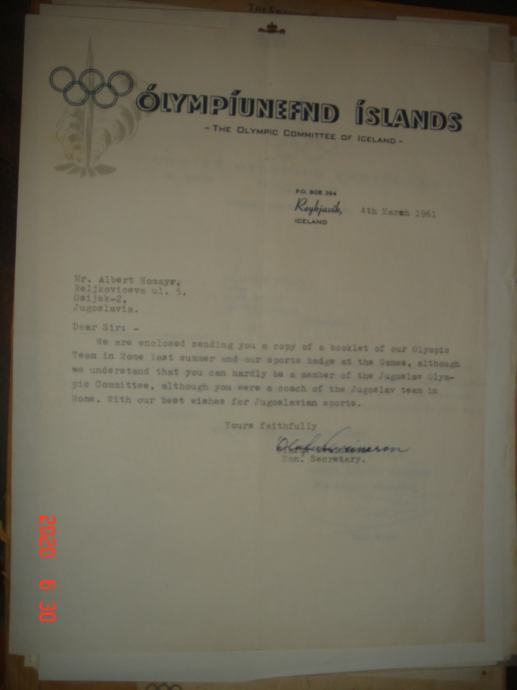 ÓLYMPÍUNEFND ÍSLANDS
- THE OLYMPIC COMMITTEE OF ICELAND -
P.O. BOX 364
Reykjavík, 4th March 1961
ICELAND
Mr. Albert
Reljkoviceva ul. 5,
Osijek-2,
Jugoslavia.
Dear Sir: -
We are enclosed sending you a copy of a booklet of our Olympic
Team in Rome last summer and our sports badge at the Games, although
we understand that you can hardly be a member of the Jugoslav Olym-
pic Committee, although you were a coach of the Jugoslav team in
Rome. With our best wishes for Jugoslavian sports.
Yours faithfully
Hon. Secretary.
2020 6 30